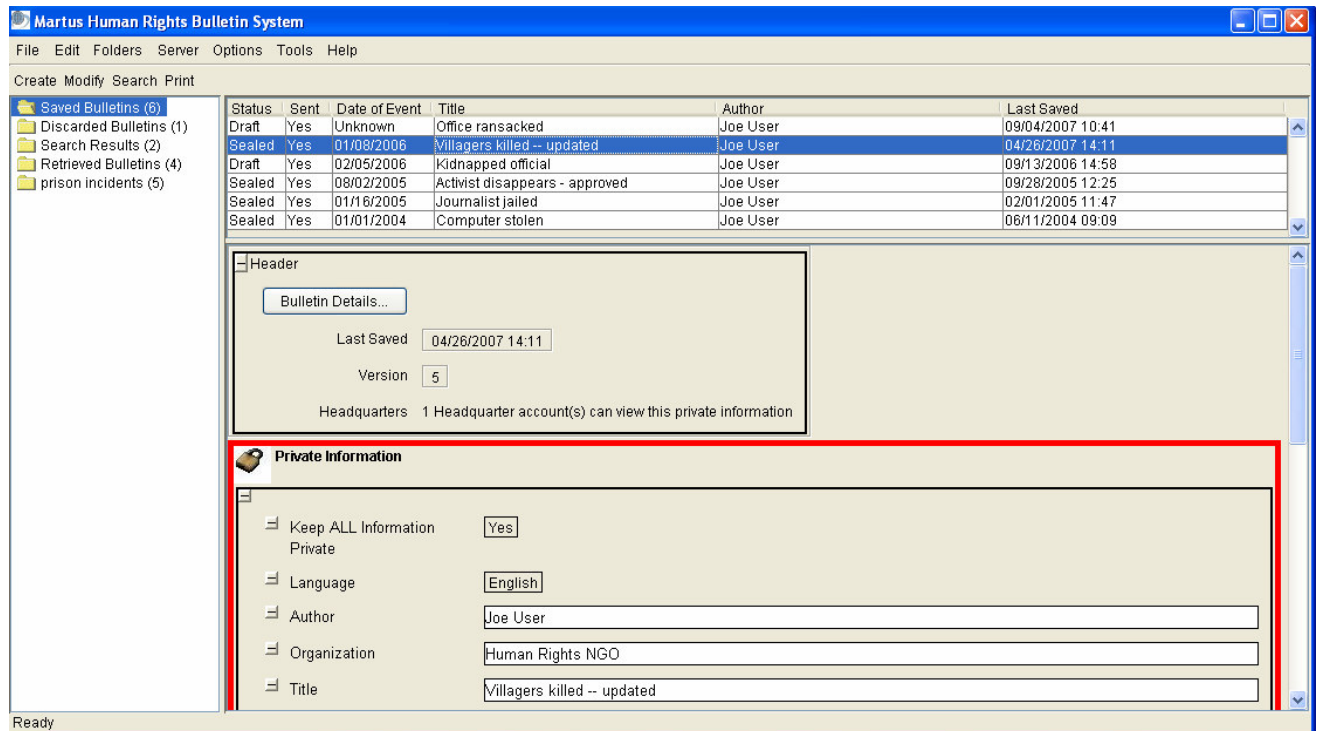 Martus Human Rights Bulletin System
File Edit Folders Server Options Tools Help
Create Modify Search Print
Saved Bulletins (6)
Discarded Bulletins (1)
Search Results (2)
Retrieved Bulletins (4)
prison incidents (5)
Status Sent Date of Event Title Author Last Saved
Draft Yes Unknown Office ransacked Joe User 09/04/2007 10:41
Sealed Yes 01/08/2006 Villagers killed -- updated Joe User 04/26/2007 14:11
Draft Yes 02/05/2006 Kidnapped official Joe User 09/13/2006 14:58
Sealed Yes 08/02/2005 Activist disappears - approved Joe User 09/28/2005 12:25
Sealed Yes 01/16/2005 Journalist jailed Joe User 02/01/2005 11:47
Sealed Yes 01/01/2004 Computer stolen Joe User 06/11/2004 09:09
Header
Bulletin Details...
Last Saved 04/26/2007 14:11
Version 5
Headquarters 1 Headquarter account(s) can view this private information
Private Information
Keep ALL Information Yes
Private
Language English
Author Joe User
Organization Human Rights NGO
Title Villagers killed -- updated
Ready